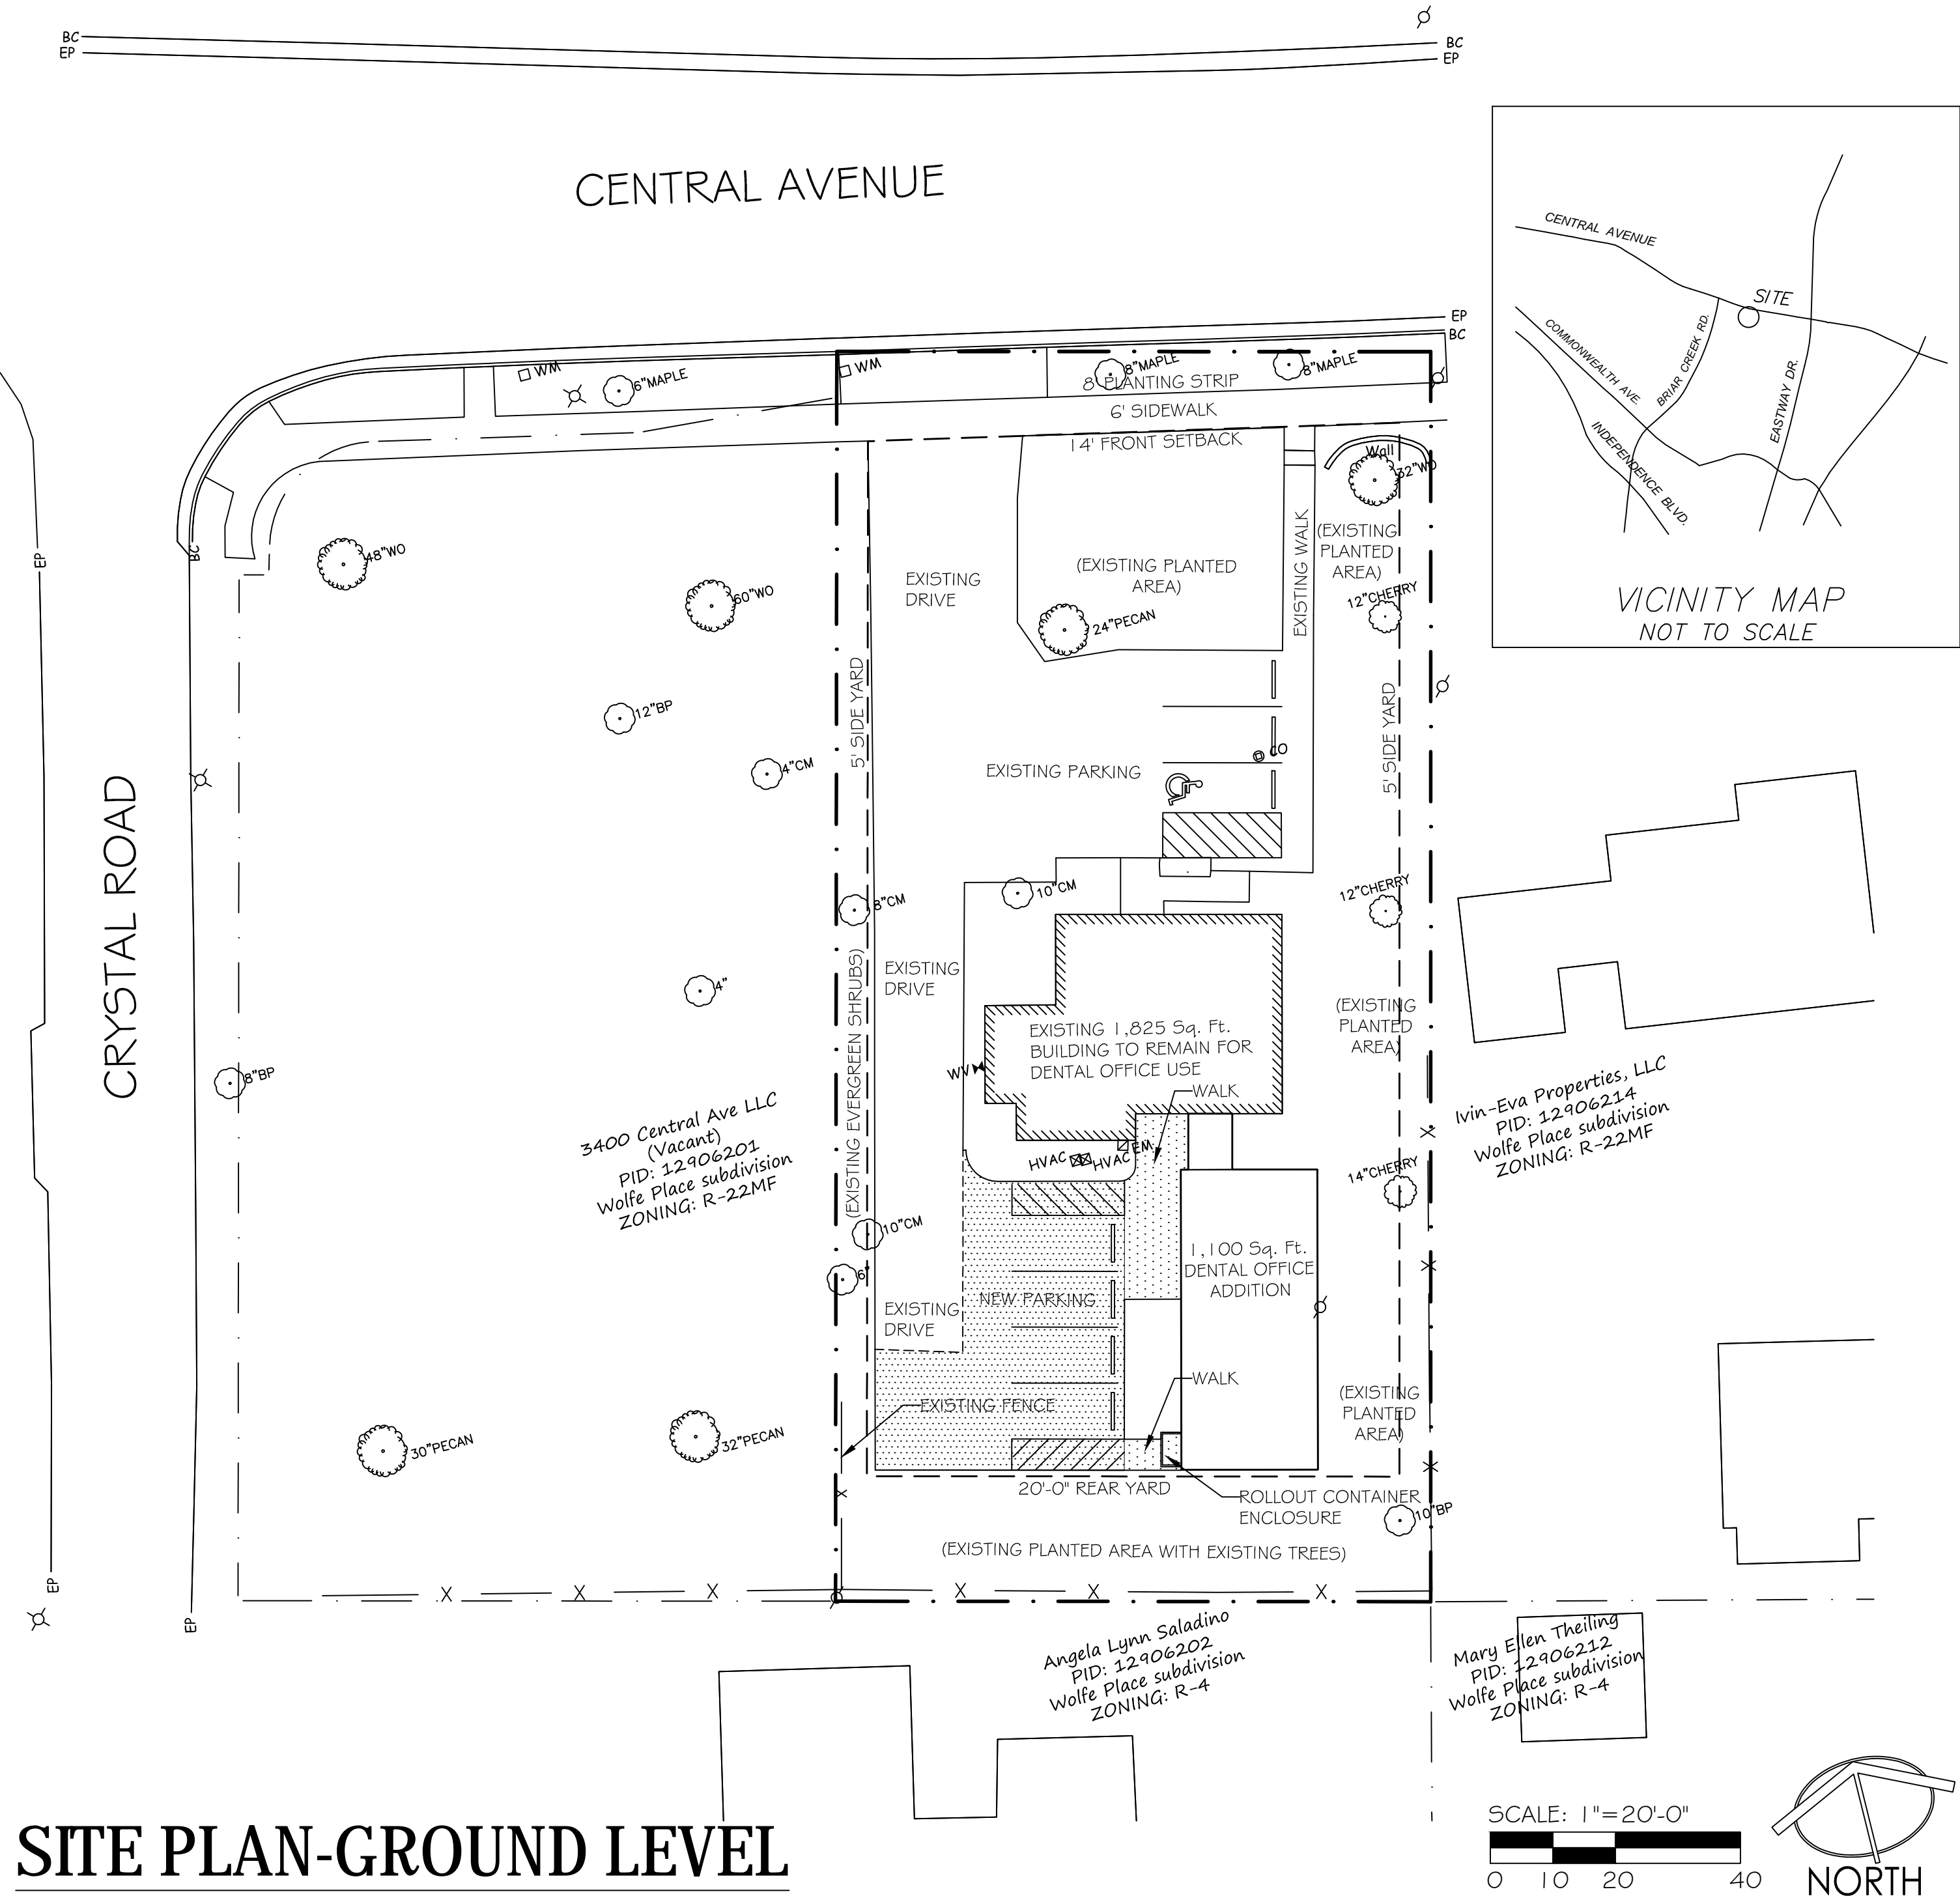 BC
EP
BC
EP
CENTRAL AVENUE
EP
BC
WM
6"MAPLE
WM
8"MAPLE
8"MAPLE
8' PLANTING STRIP
6' SIDEWALK
14' FRONT SETBACK
Wall
32"WO
CENTRAL AVENUE
SITE
COMMONWEALTH AVE.
BRIAR CREEK RD.
EASTWAY DR.
INDEPENDENCE BLVD.
VICINITY MAP
NOT TO SCALE
EP
BC
48"WO
60"WO
12"BP
4"CM
5' SIDE YARD
EXISTING
DRIVE
(EXISTING PLANTED
AREA)
24"PECAN
EXISTING WALK
(EXISTING
PLANTED
AREA)
12"CHERRY
5' SIDE YARD
CO
EXISTING PARKING
CRYSTAL ROAD
8"CM
10"CM
12"CHERRY
4"
EXISTING
DRIVE
(EXISTING EVERGREEN SHRUBS)
EXISTING 1,825 Sq. Ft.
BUILDING TO REMAIN FOR
DENTAL OFFICE USE
WALK
(EXISTING
PLANTED
AREA)
WV
8"BP
3400 Central Ave LLC
(Vacant)
PID: 12906201
Wolfe Place subdivision
ZONING: R-22MF
Ivin-Eva Properties, LLC
PID: 12906214
Wolfe Place subdivision
ZONING: R-22MF
HVAC
HVAC
EM
14"CHERRY
10"CM
6"
1,100 Sq. Ft.
DENTAL OFFICE
ADDITION
NEW PARKING
EXISTING
DRIVE
WALK
EXISTING FENCE
(EXISTING
PLANTED
AREA)
30"PECAN
32"PECAN
20'-0" REAR YARD
ROLLOUT CONTAINER
ENCLOSURE
10"BP
(EXISTING PLANTED AREA WITH EXISTING TREES)
X
X
X
X
X
X
X
X
X
X
EP
EP
Angela Lynn Saladino
PID: 12906202
Wolfe Place subdivision
ZONING: R-4
Mary Ellen Theiling
PID: 12906212
Wolfe Place subdivision
ZONING: R-4
SITE PLAN-GROUND LEVEL
SCALE: 1"=20'-0"
0 10 20 40
NORTH